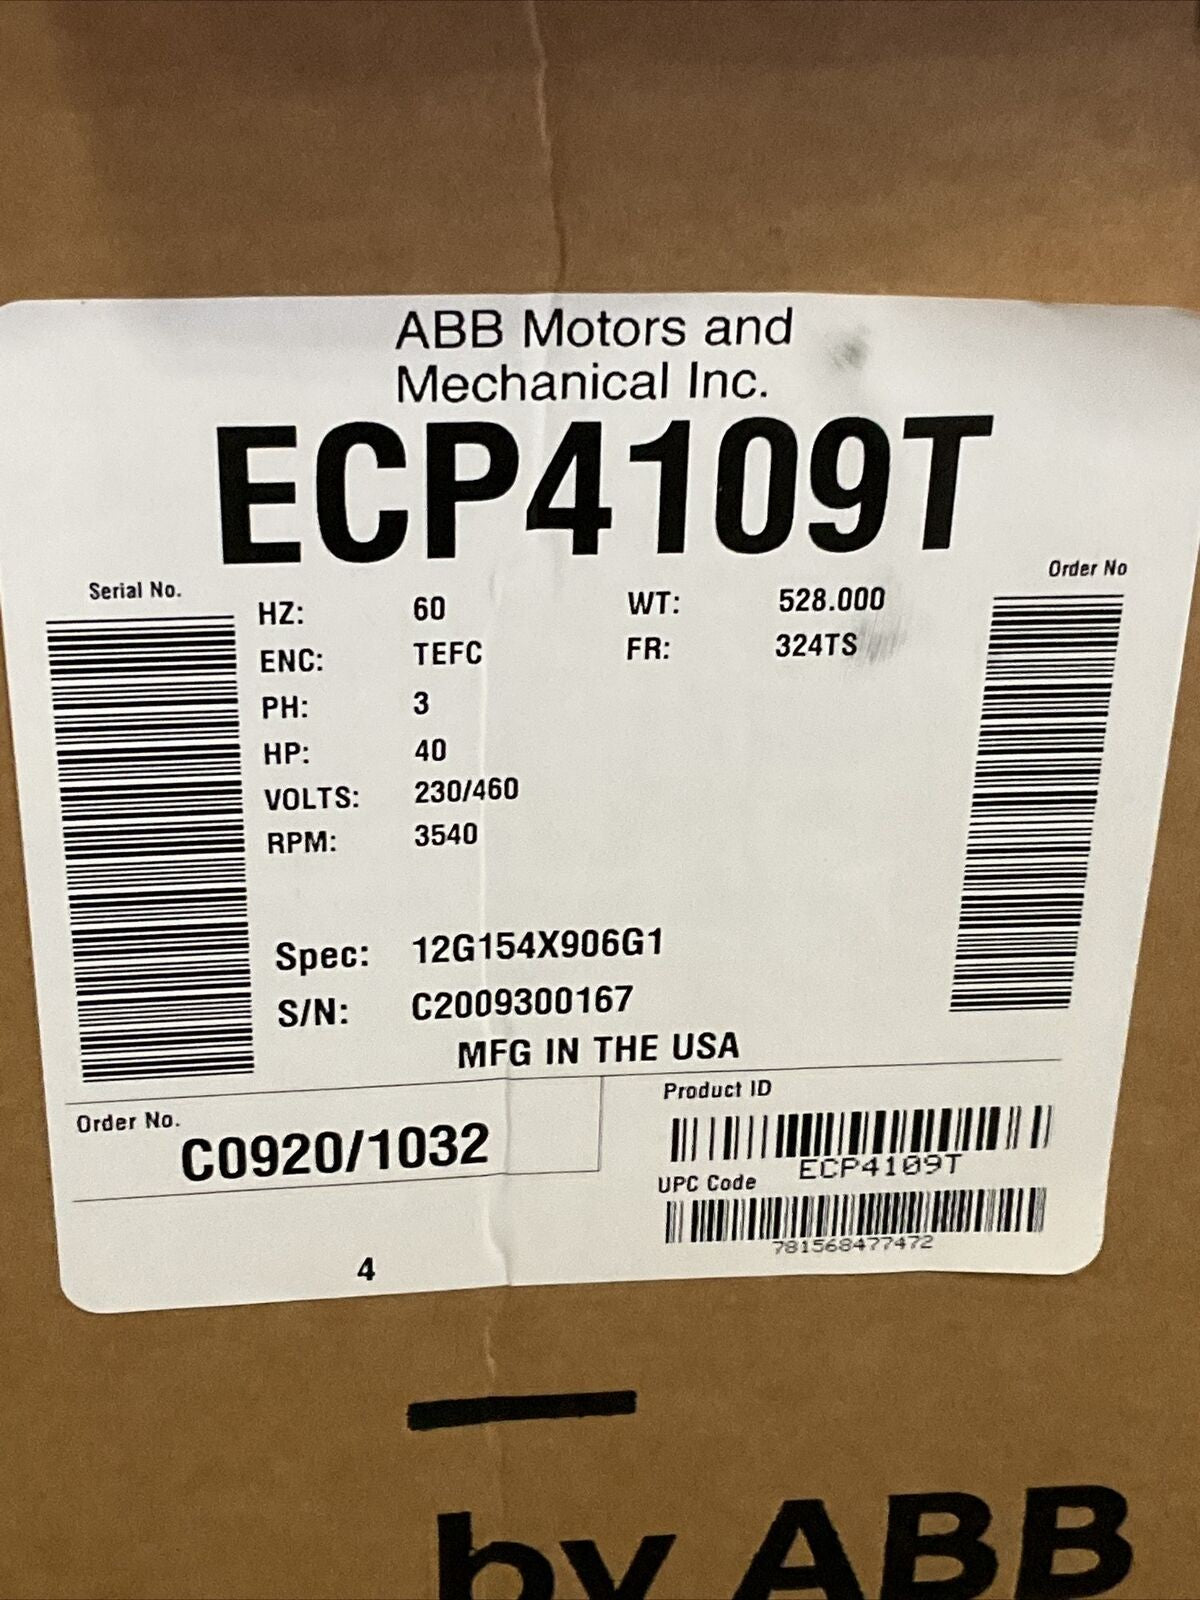 ABB Motors and
Mechanical Inc.
ECP4109T
Serial No.
Order No
HZ: 60 WT: 528.000
ENC: TEFC FR: 324TS
PH: 3
HP: 40
VOLTS: 230/460
RPM: 3540
Spec: 12G154X906G1
S/N: C2009300167
MFG IN THE USA
Order No.
C0920/1032
Product ID
ECP4109T
UPC Code
781568477472
4
by ABB